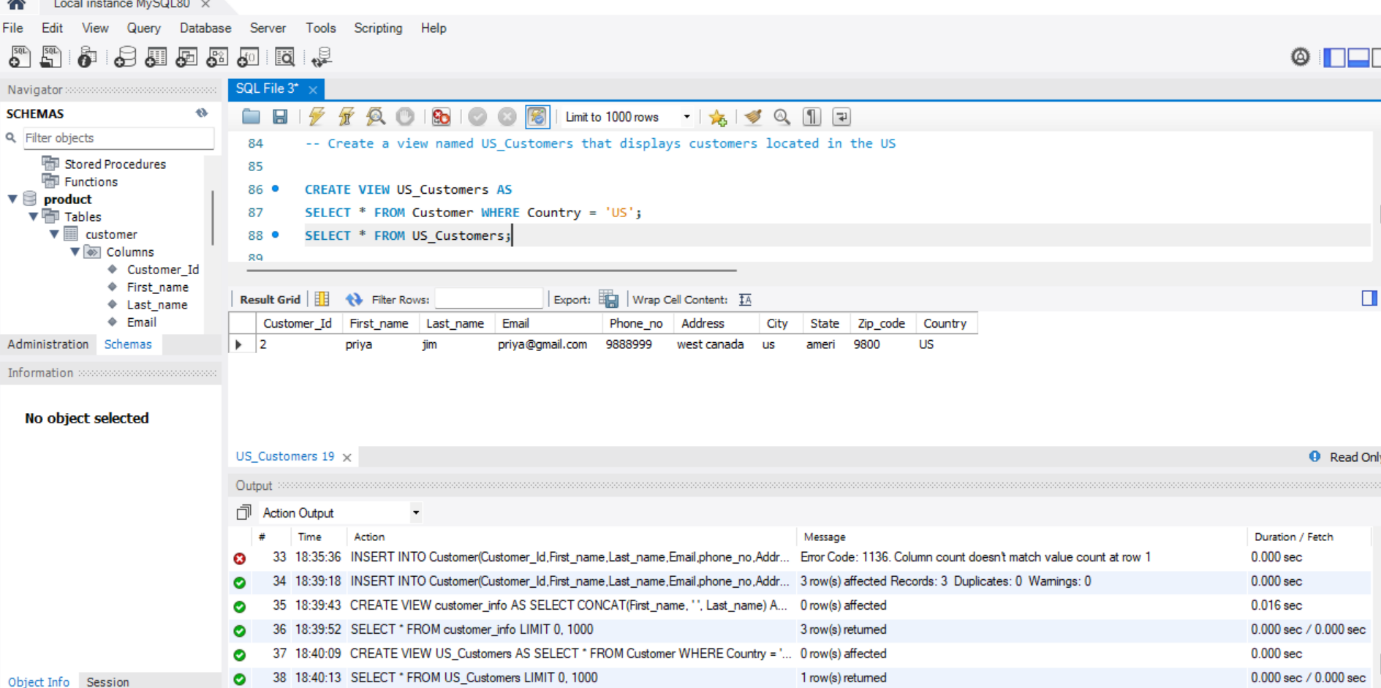 Local instance MySQL80 ×
File Edit View Query Database Server Tools Scripting Help
Navigator
SCHEMAS
Filter objects
Stored Procedures
Functions
product
Tables
customer
Columns
Customer_Id
First_name
Last_name
Email
Administration Schemas
Information
No object selected
Object Info Session
SQL File 3* ×
Limit to 1000 rows
84 -- Create a view named US_Customers that displays customers located in the US
85
86 CREATE VIEW US_Customers AS
87 SELECT * FROM Customer WHERE Country = 'US';
88 SELECT * FROM US_Customers;
89
Result Grid Filter Rows: Export: Wrap Cell Content: IA
Customer_Id First_name Last_name Email Phone_no Address City State Zip_code Country
2 priya jim priya@gmail.com 9888999 west canada us ameri 9800 US
US_Customers 19 ×
Read Only
Output
Action Output
# Time Action Message Duration / Fetch
33 18:35:36 INSERT INTO Customer(Customer_Id,First_name,Last_name,Email,phone_no,Addr... Error Code: 1136. Column count doesn't match value count at row 1 0.000 sec
34 18:39:18 INSERT INTO Customer(Customer_Id,First_name,Last_name,Email,phone_no,Addr... 3 row(s) affected Records: 3 Duplicates: 0 Warnings: 0 0.000 sec
35 18:39:43 CREATE VIEW customer_info AS SELECT CONCAT(First_name, ' ', Last_name) A... 0 row(s) affected 0.016 sec
36 18:39:52 SELECT * FROM customer_info LIMIT 0, 1000 3 row(s) returned 0.000 sec / 0.000 sec
37 18:40:09 CREATE VIEW US_Customers AS SELECT * FROM Customer WHERE Country = '... 0 row(s) affected 0.000 sec
38 18:40:13 SELECT * FROM US_Customers LIMIT 0, 1000 1 row(s) returned 0.000 sec / 0.000 sec